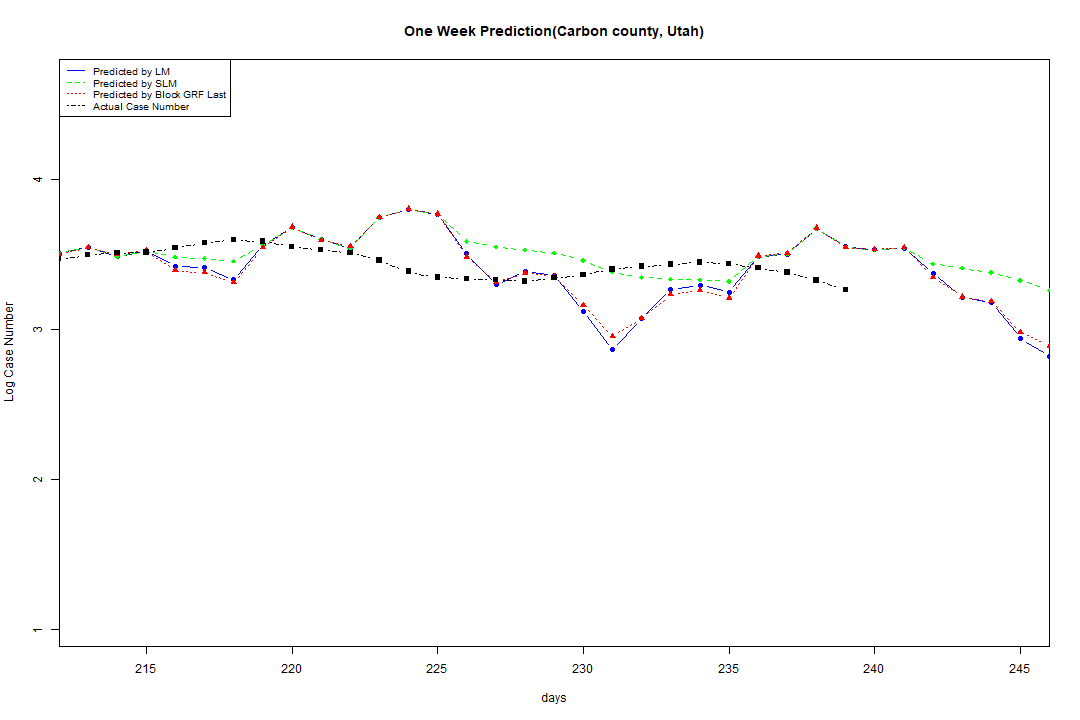 One Week Prediction(Carbon county, Utah)
Predicted by LM
Predicted by SLM
Predicted by Block GRF Last
Actual Case Number
4
3
2
1
Log Case Number
215 220 225 230 235 240 245
days